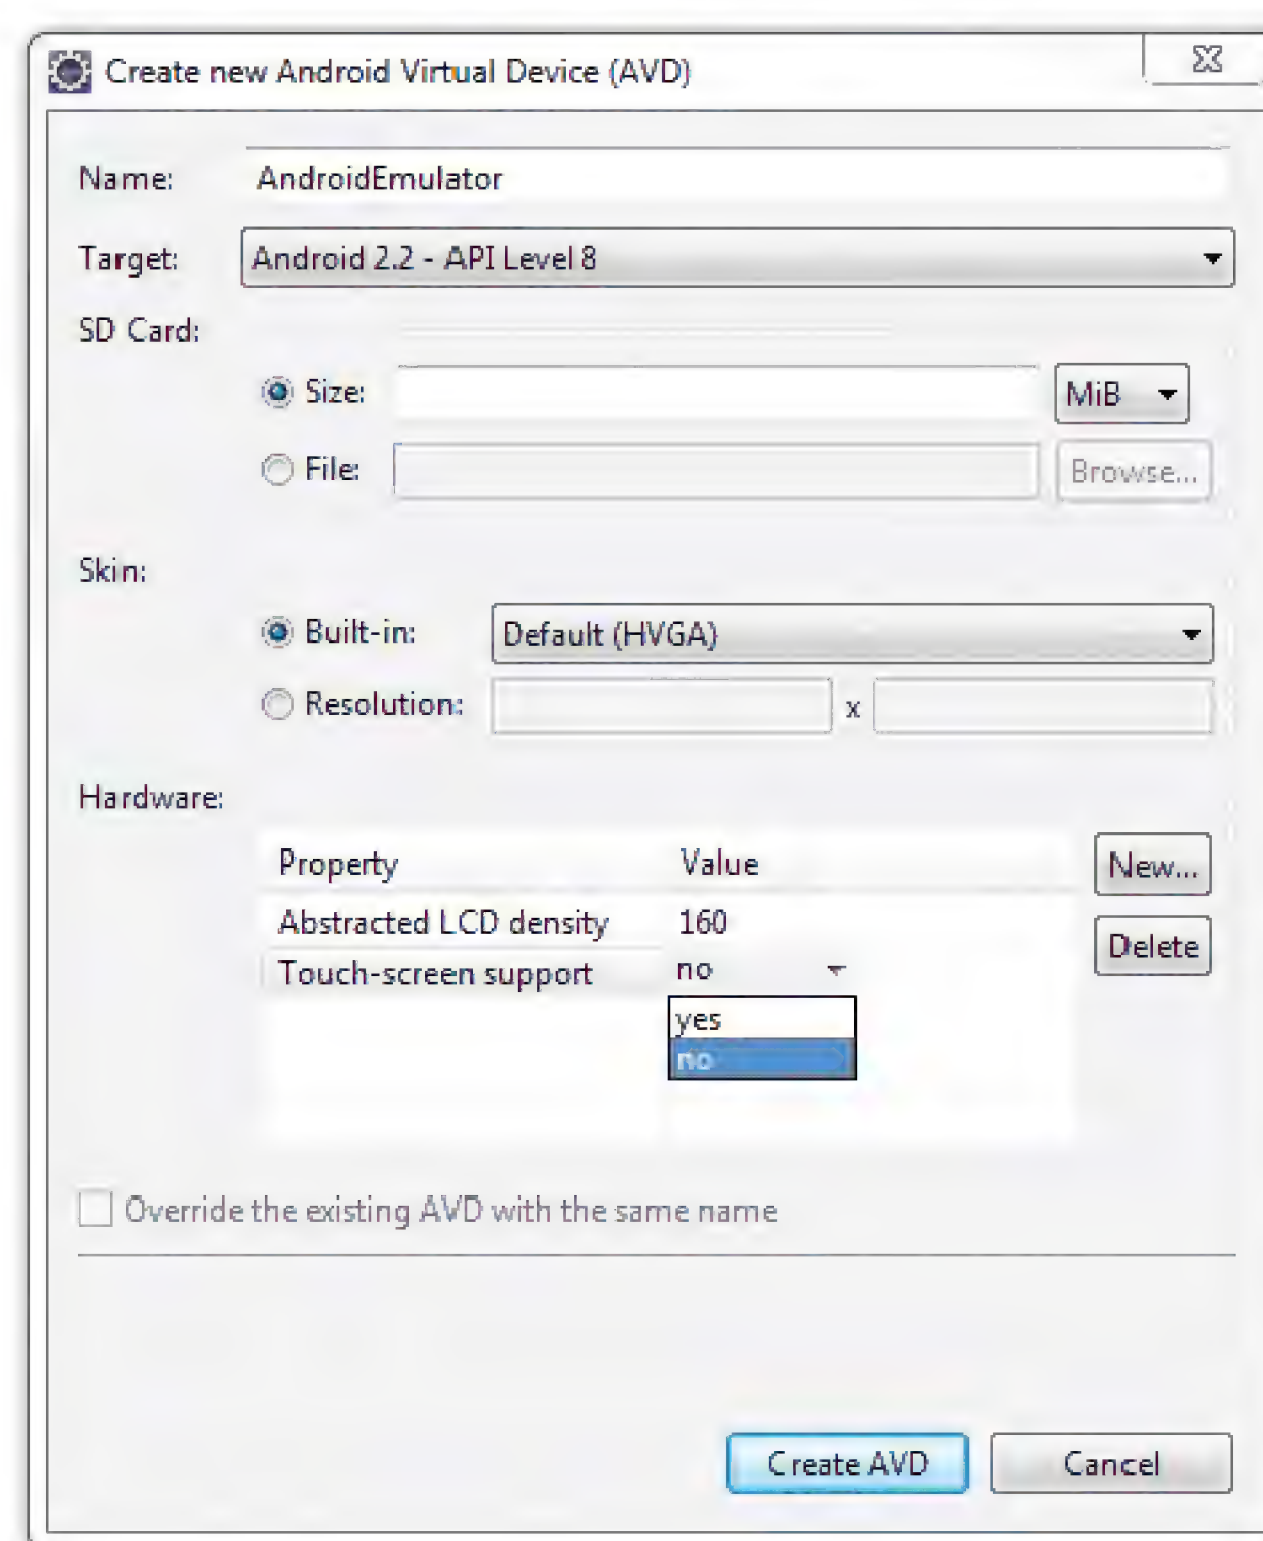 Create new Android Virtual Device (AVD)
Name: AndroidEmulator
Target: Android 2.2 - API Level 8
SD Card:
Size: MiB
File: Browse...
Skin:
Built-in: Default (HVGA)
Resolution: x
Hardware:
Property Value New...
Abstracted LCD density 160
Delete
Touch-screen support no
yes
no
Override the existing AVD with the same name
Create AVD Cancel